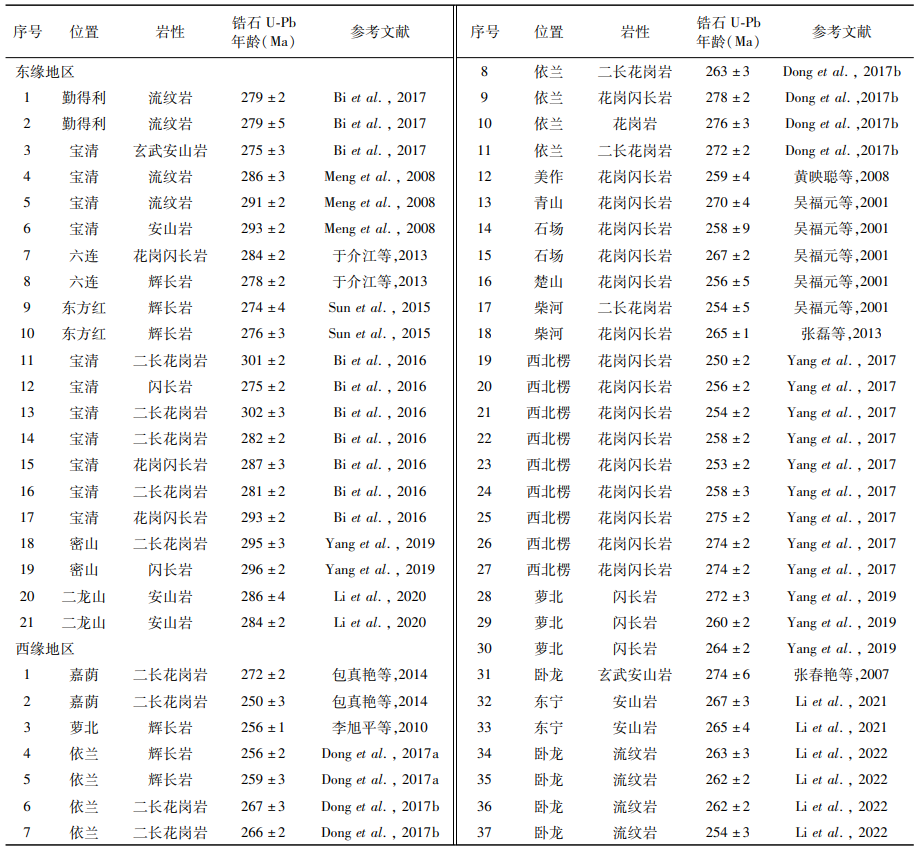 序号 位置 岩性 锆石 U-Pb 年龄(Ma) 参考文献
东缘地区
1 勤得利 流纹岩 279 ±2 Bi et al. , 2017
2 勤得利 流纹岩 279 ±5 Bi et al. , 2017
3 宝清 玄武安山岩 275 ±3 Bi et al. , 2017
4 宝清 流纹岩 286 ±3 Meng et al. , 2008
5 宝清 流纹岩 291 ±2 Meng et al. , 2008
6 宝清 安山岩 293 ±2 Meng et al. , 2008
7 六连 花岗闪长岩 284 ±2 于介江等,2013
8 六连 辉长岩 278 ±2 于介江等,2013
9 东方红 辉长岩 274 ±4 Sun et al. , 2015
10 东方红 辉长岩 276 ±3 Sun et al. , 2015
11 宝清 二长花岗岩 301 ±2 Bi et al. , 2016
12 宝清 闪长岩 275 ±2 Bi et al. , 2016
13 宝清 二长花岗岩 302 ±3 Bi et al. , 2016
14 宝清 二长花岗岩 282 ±2 Bi et al. , 2016
15 宝清 花岗闪长岩 287 ±3 Bi et al. , 2016
16 宝清 二长花岗岩 281 ±2 Bi et al. , 2016
17 宝清 花岗闪长岩 293 ±2 Bi et al. , 2016
18 密山 二长花岗岩 295 ±3 Yang et al. , 2019
19 密山 闪长岩 296 ±2 Yang et al. , 2019
20 二龙山 安山岩 286 ±4 Li et al. , 2020
21 二龙山 安山岩 284 ±2 Li et al. , 2020
西缘地区
1 嘉荫 二长花岗岩 272 ±2 包真艳等,2014
2 嘉荫 二长花岗岩 250 ±3 包真艳等,2014
3 萝北 辉长岩 256 ±1 李旭平等,2010
4 依兰 辉长岩 256 ±2 Dong et al. , 2017a
5 依兰 辉长岩 259 ±3 Dong et al. , 2017a
6 依兰 二长花岗岩 267 ±3 Dong et al. , 2017b
7 依兰 二长花岗岩 266 ±2 Dong et al. , 2017b
序号 位置 岩性 锆石 U-Pb 年龄(Ma) 参考文献
8 依兰 二长花岗岩 263 ±3 Dong et al. , 2017b
9 依兰 花岗闪长岩 278 ±2 Dong et al. ,2017b
10 依兰 花岗岩 276 ±3 Dong et al. ,2017b
11 依兰 二长花岗岩 272 ±2 Dong et al. ,2017b
12 美作 花岗闪长岩 259 ±4 黄映聪等,2008
13 青山 花岗闪长岩 270 ±4 吴福元等,2001
14 石场 花岗闪长岩 258 ±9 吴福元等,2001
15 石场 花岗闪长岩 267 ±2 吴福元等,2001
16 楚山 花岗闪长岩 256 ±5 吴福元等,2001
17 柴河 二长花岗岩 254 ±5 吴福元等,2001
18 柴河 花岗闪长岩 265 ±1 张磊等,2013
19 西北楞 花岗闪长岩 250 ±2 Yang et al. , 2017
20 西北楞 花岗闪长岩 256 ±2 Yang et al. , 2017
21 西北楞 花岗闪长岩 254 ±2 Yang et al. , 2017
22 西北楞 花岗闪长岩 258 ±2 Yang et al. , 2017
23 西北楞 花岗闪长岩 253 ±2 Yang et al. , 2017
24 西北楞 花岗闪长岩 258 ±3 Yang et al. , 2017
25 西北楞 花岗闪长岩 275 ±2 Yang et al. , 2017
26 西北楞 花岗闪长岩 274 ±2 Yang et al. , 2017
27 西北楞 花岗闪长岩 274 ±2 Yang et al. , 2017
28 萝北 闪长岩 272 ±3 Yang et al. , 2019
29 萝北 闪长岩 260 ±2 Yang et al. , 2019
30 萝北 闪长岩 264 ±2 Yang et al. , 2019
31 卧龙 玄武安山岩 274 ±6 张春艳等,2007
32 东宁 安山岩 267 ±3 Li et al. , 2021
33 东宁 安山岩 265 ±4 Li et al. , 2021
34 卧龙 流纹岩 263 ±3 Li et al. , 2022
35 卧龙 流纹岩 262 ±2 Li et al. , 2022
36 卧龙 流纹岩 262 ±2 Li et al. , 2022
37 卧龙 流纹岩 254 ±3 Li et al. , 2022